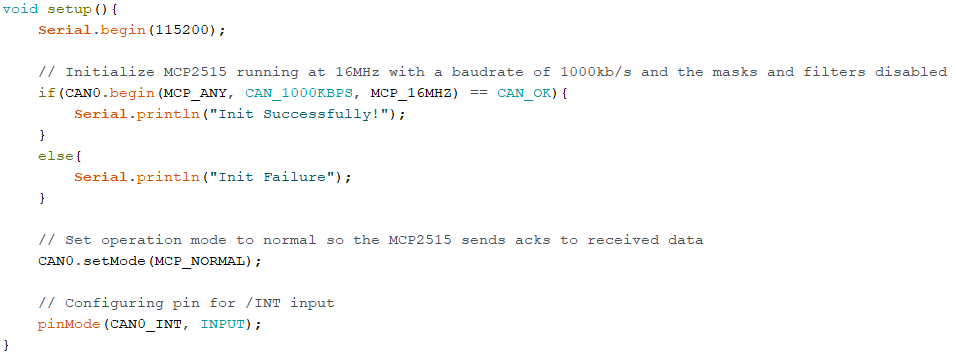 void setup(){
Serial.begin(115200);
// Initialize MCP2515 running at 16MHz with a baudrate of 1000kb/s and the masks and filters disabled
if(CAN0.begin(MCP_ANY, CAN_1000KBPS, MCP_16MHZ) == CAN_OK){
Serial.println("Init Successfully!");
}
else{
Serial.println("Init Failure");
}
// Set operation mode to normal so the MCP2515 sends acks to received data
CAN0.setMode(MCP_NORMAL);
// Configuring pin for /INT input
pinMode(CAN0_INT, INPUT);
}